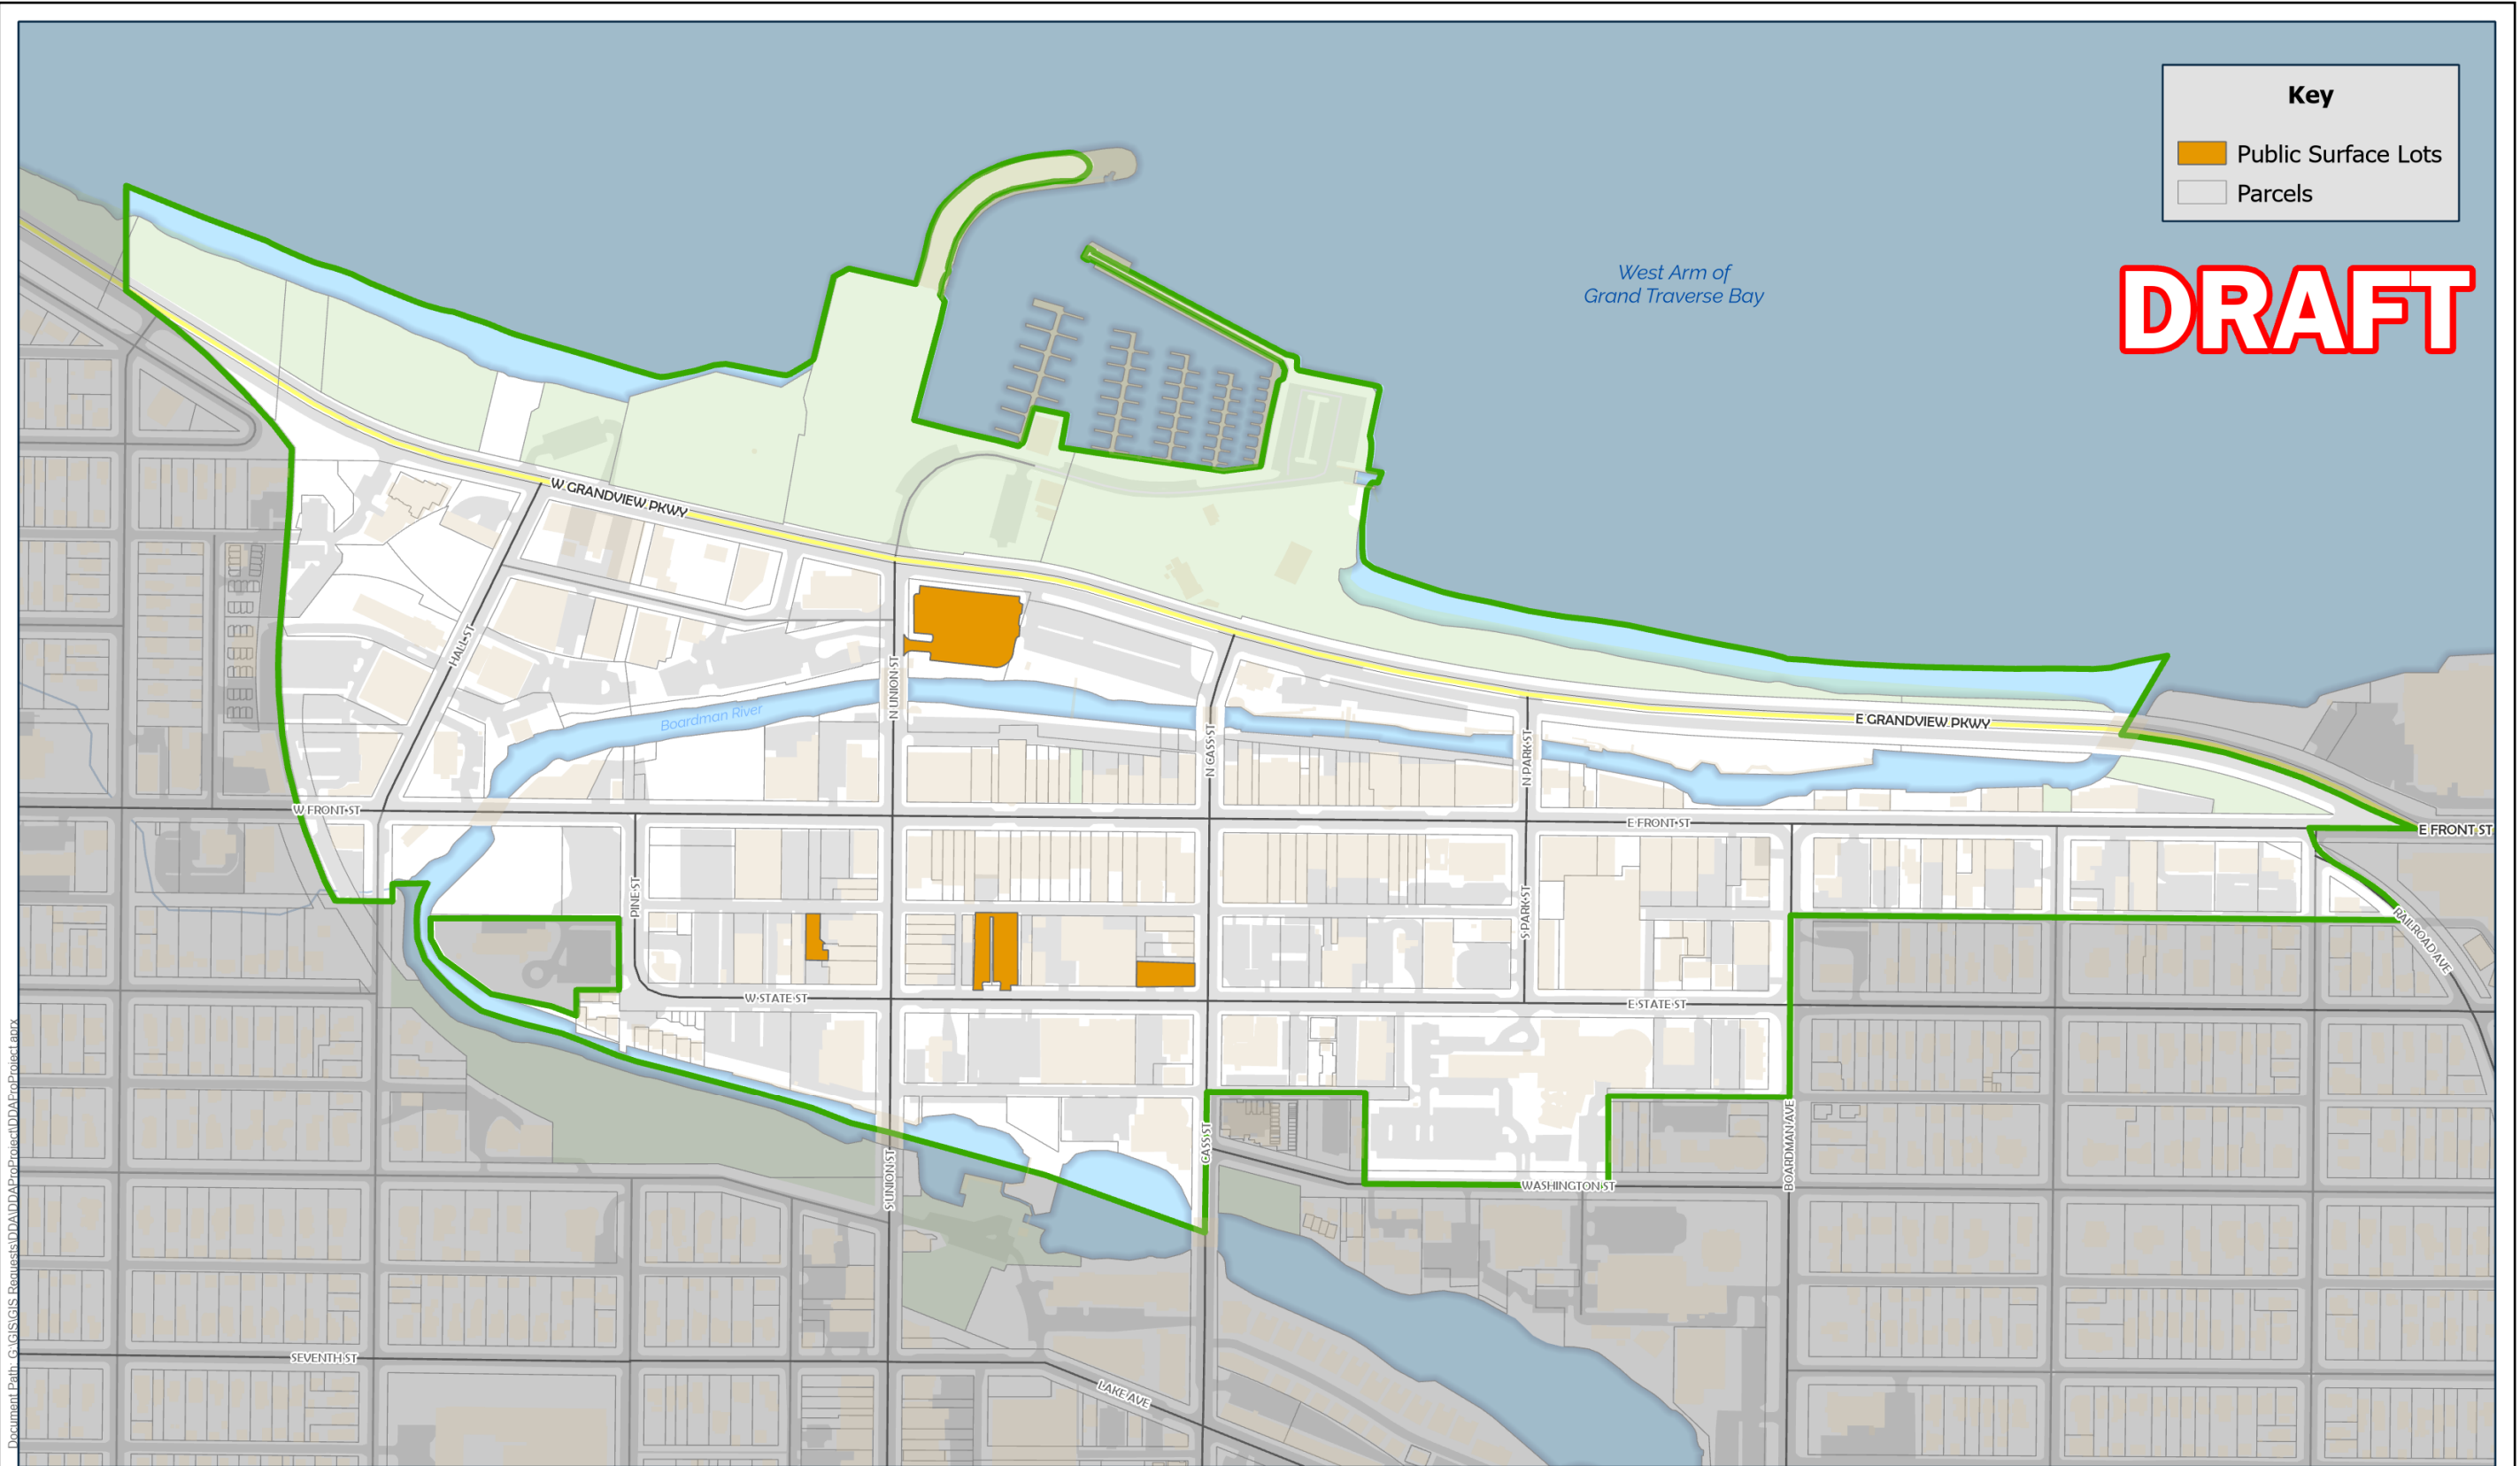 Key
Public Surface Lots
Parcels
DRAFT
West Arm of
Grand Traverse Bay
W GRANDVIEW PKWY
HALL ST
N UNION ST
Boardman River
N CASS ST
N PARK ST
E GRANDVIEW PKWY
W FRONT ST
E FRONT ST
E FRONT ST
PINE ST
S PARK ST
RAILROAD AVE
W STATE ST
E STATE ST
S UNION ST
CASS ST
BOARDMAN AVE
WASHINGTON ST
SEVENTH ST
LAKE AVE
Document Path: G:\GIS\GIS Requests\DDA\DDAProProject\DDAProProject.aprx